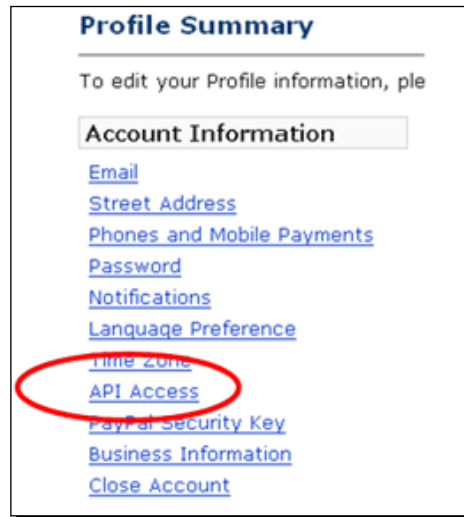 Profile Summary
To edit your Profile information, ple
Account Information
Email
Street Address
Phones and Mobile Payments
Password
Notifications
Language Preference
Time Zone
API Access
PayPal Security Key
Business Information
Close Account